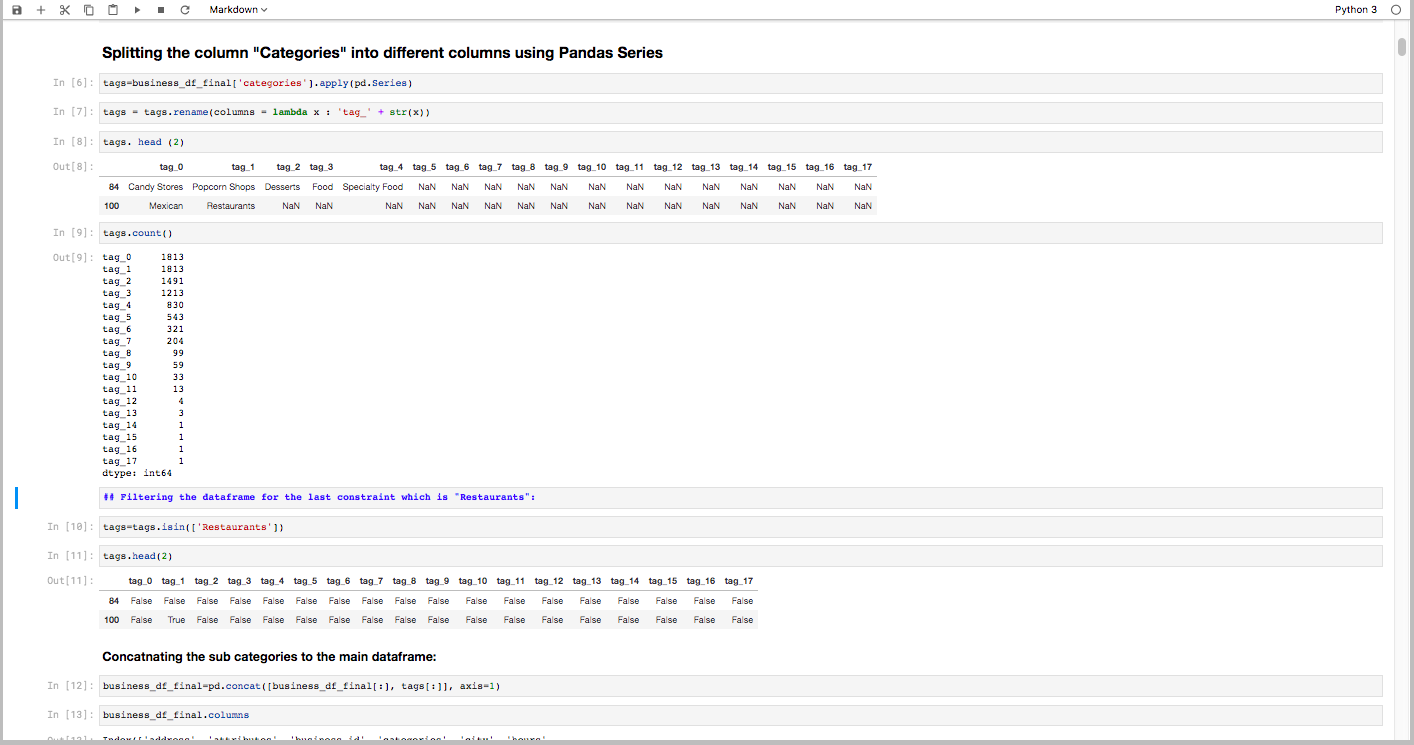 Markdown
Python 3
Splitting the column "Categories" into different columns using Pandas Series
In [6]: tags=business_df_final['categories'].apply(pd.Series)
In [7]: tags = tags.rename(columns = lambda x : 'tag_' + str(x))
In [8]: tags. head (2)
Out[8]:
tag_0 tag_1 tag_2 tag_3 tag_4 tag_5 tag_6 tag_7 tag_8 tag_9 tag_10 tag_11 tag_12 tag_13 tag_14 tag_15 tag_16 tag_17
84 Candy Stores Popcorn Shops Desserts Food Specialty Food NaN NaN NaN NaN NaN NaN NaN NaN NaN NaN NaN NaN NaN
100 Mexican Restaurants NaN NaN NaN NaN NaN NaN NaN NaN NaN NaN NaN NaN NaN NaN NaN NaN
In [9]: tags.count()
Out[9]: tag_0 1813
tag_1 1813
tag_2 1491
tag_3 1213
tag_4 830
tag_5 543
tag_6 321
tag_7 204
tag_8 99
tag_9 59
tag_10 33
tag_11 13
tag_12 4
tag_13 3
tag_14 1
tag_15 1
tag_16 1
tag_17 1
dtype: int64
## Filtering the dataframe for the last constraint which is "Restaurants":
In [10]: tags=tags.isin(['Restaurants'])
In [11]: tags.head(2)
Out[11]:
tag_0 tag_1 tag_2 tag_3 tag_4 tag_5 tag_6 tag_7 tag_8 tag_9 tag_10 tag_11 tag_12 tag_13 tag_14 tag_15 tag_16 tag_17
84 False False False False False False False False False False False False False False False False False False
100 False True False False False False False False False False False False False False False False False False
Concatnating the sub categories to the main dataframe:
In [12]: business_df_final=pd.concat([business_df_final[:], tags[:]], axis=1)
In [13]: business_df_final.columns
Out[13]: Index(['address', 'attributes', 'business_id', 'categories', 'city', 'hours',